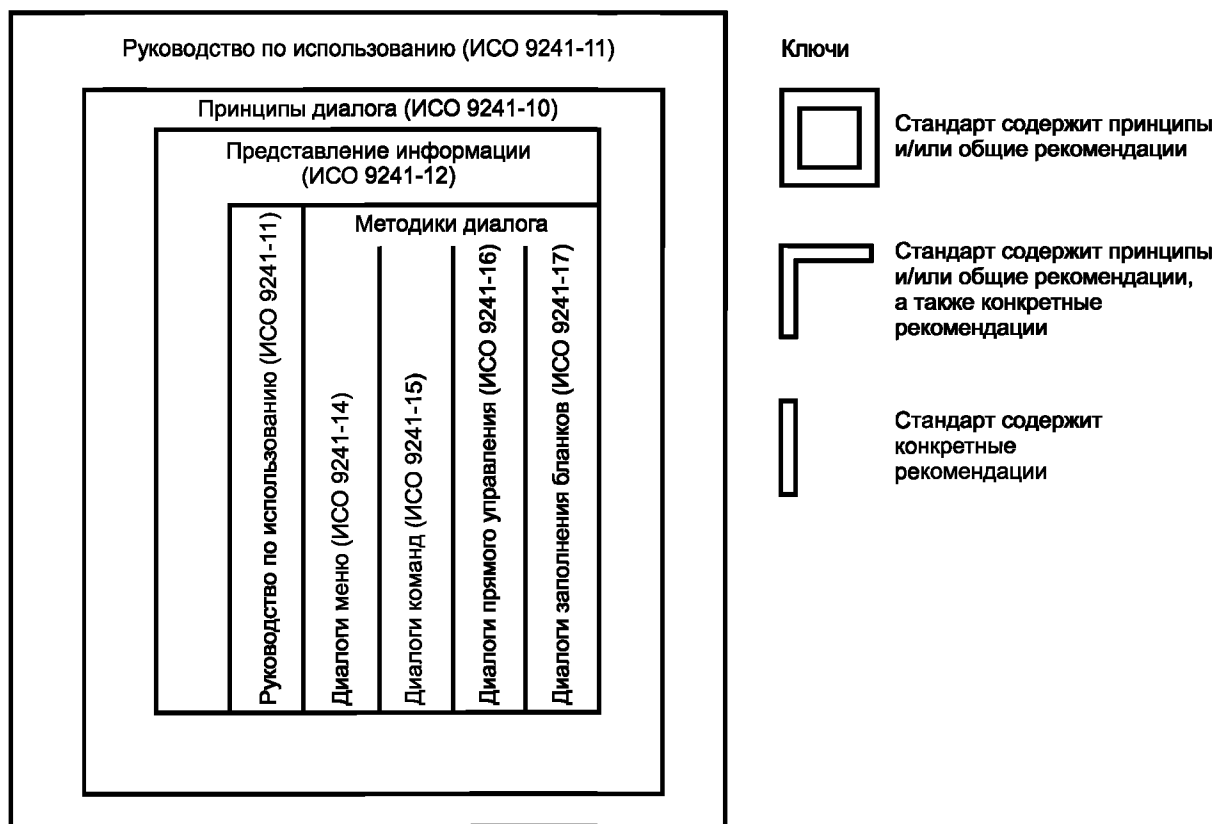 Руководство по использованию (ИСО 9241-11)
Принципы диалога (ИСО 9241-10)
Представление информации
(ИСО 9241-12)
Методики диалога
Руководство по использованию (ИСО 9241-11)
Диалоги меню (ИСО 9241-14)
Диалоги команд (ИСО 9241-15)
Диалоги прямого управления (ИСО 9241-16)
Диалоги заполнения бланков (ИСО 9241-17)
Ключи
Стандарт содержит принципы
и/или общие рекомендации
Стандарт содержит принципы
и/или общие рекомендации,
а также конкретные
рекомендации
Стандарт содержит
конкретные
рекомендации